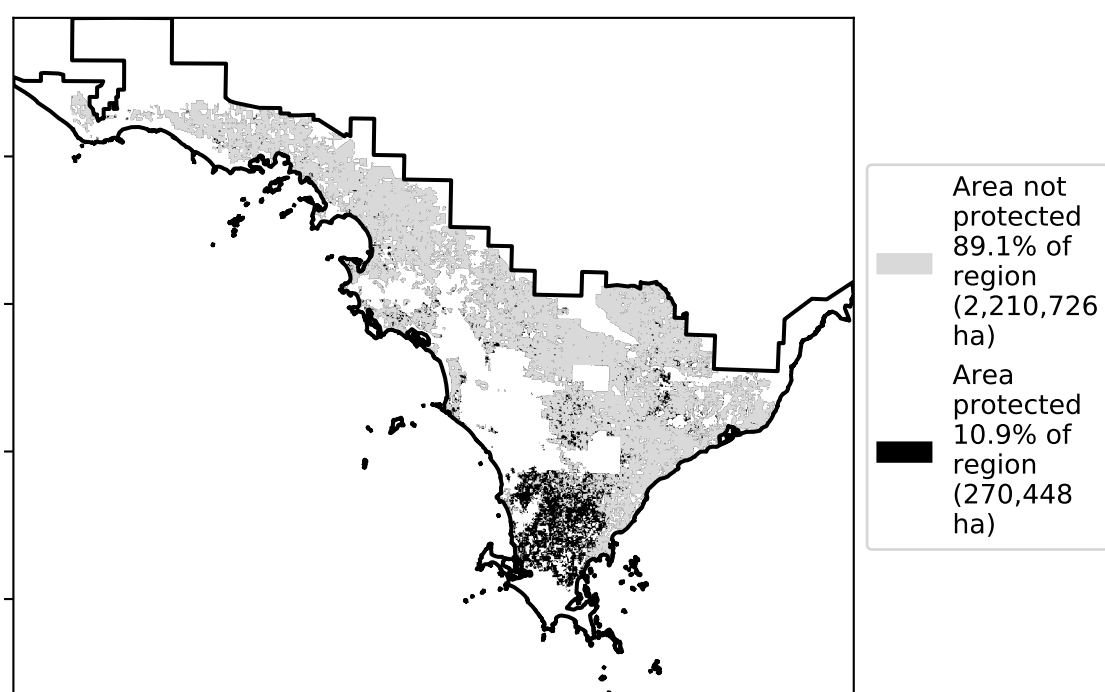 Area not
protected
89.1% of
region
(2,210,726
ha)
Area
protected
10.9% of
region
(270,448
ha)